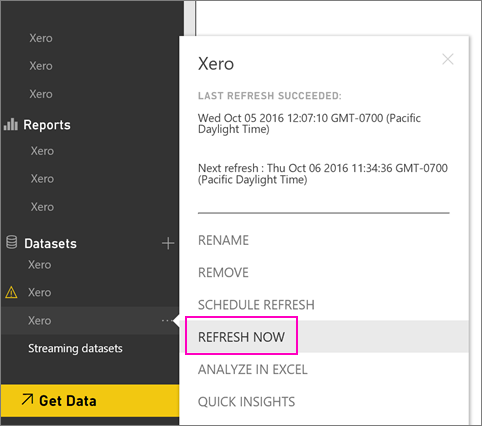 Xero
Xero
Xero
Reports
Xero
Xero
Xero
Datasets
Xero
Xero
Xero
Streaming datasets
Get Data
Xero
LAST REFRESH SUCCEEDED:
Wed Oct 05 2016 12:07:10 GMT-0700 (Pacific
Daylight Time)
Next refresh : Thu Oct 06 2016 11:34:36 GMT-0700
(Pacific Daylight Time)
RENAME
REMOVE
SCHEDULE REFRESH
REFRESH NOW
ANALYZE IN EXCEL
QUICK INSIGHTS